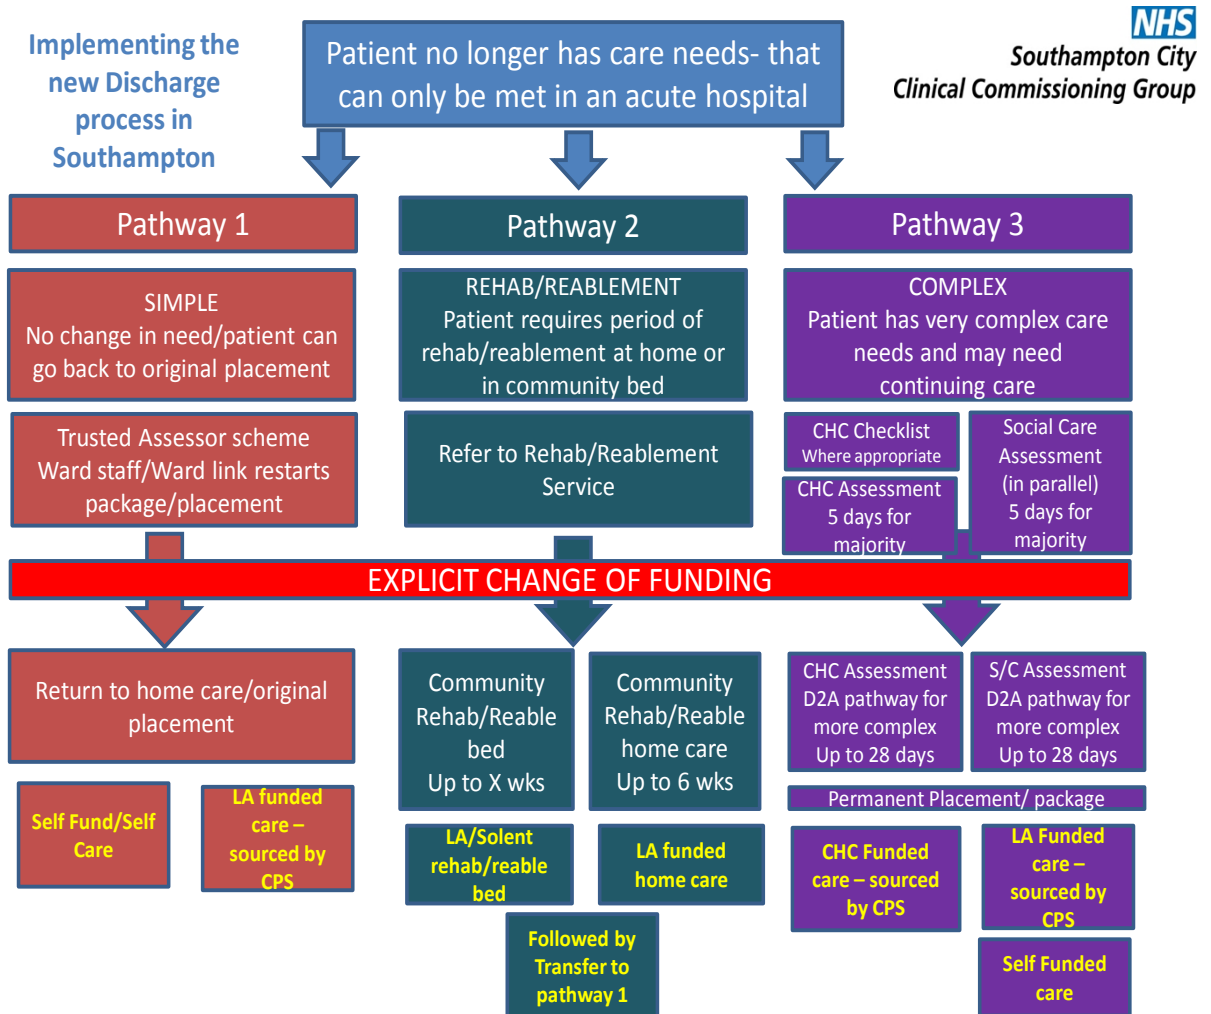 Implementing the
new Discharge
process in
Southampton
Patient no longer has care needs- that
can only be met in an acute hospital
NHS
Southampton City
Clinical Commissioning Group
Pathway 1
Pathway 2
Pathway 3
SIMPLE
No change in need/patient can
go back to original placement
REHAB/REABLEMENT
Patient requires period of
rehab/reablement at home or
in community bed
COMPLEX
Patient has very complex care
needs and may need
continuing care
Trusted Assessor scheme
Ward staff/Ward link restarts
package/placement
Refer to Rehab/Reablement
Service
CHC Checklist
Where appropriate
CHC Assessment
5 days for
majority
Social Care
Assessment
(in parallel)
5 days for
majority
EXPLICIT CHANGE OF FUNDING
Return to home care/original
placement
Community
Rehab/Reable
bed
Up to X wks
Community
Rehab/Reable
home care
Up to 6 wks
CHC Assessment
D2A pathway for
more complex
Up to 28 days
S/C Assessment
D2A pathway for
more complex
Up to 28 days
Permanent Placement/ package
Self Fund/Self
Care
LA funded
care –
sourced by
CPS
LA/Solent
rehab/reable
bed
LA funded
home care
CHC Funded
care – sourced
by CPS
LA Funded
care –
sourced by
CPS
Followed by
Transfer to
pathway 1
Self Funded
care